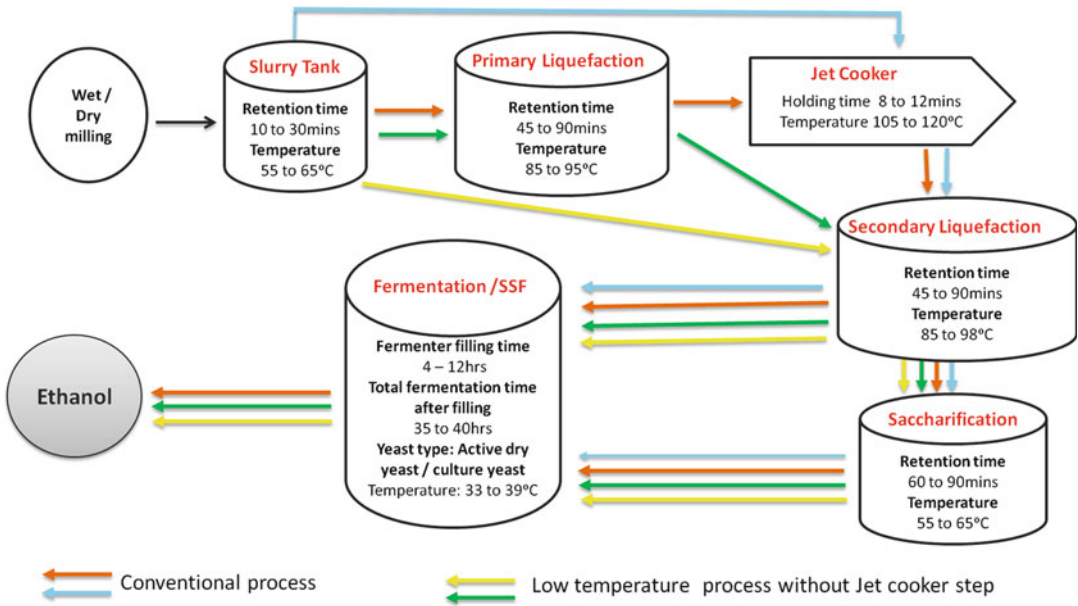 Wet /
Dry
milling
Slurry Tank
Retention time
10 to 30mins
Temperature
55 to 65ºC
Primary Liquefaction
Retention time
45 to 90mins
Temperature
85 to 95ºC
Jet Cooker
Holding time 8 to 12mins
Temperature 105 to 120ºC
Secondary Liquefaction
Retention time
45 to 90mins
Temperature
85 to 98ºC
Fermentation /SSF
Fermenter filling time
4 – 12hrs
Total fermentation time
after filling
35 to 40hrs
Yeast type: Active dry
yeast / culture yeast
Temperature: 33 to 39ºC
Ethanol
Saccharification
Retention time
60 to 90mins
Temperature
55 to 65ºC
Conventional process
Low temperature process without Jet cooker step